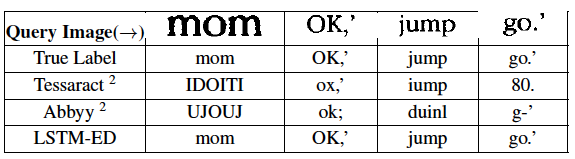 Query Image(→) mom OK,’ jump go.’
True Label mom OK,’ jump go.’
Tessaract 2 IDOITI ox,’ iump 80.
Abbyy 2 UJOUJ ok; duinl g-’
LSTM-ED mom OK,’ jump go.’